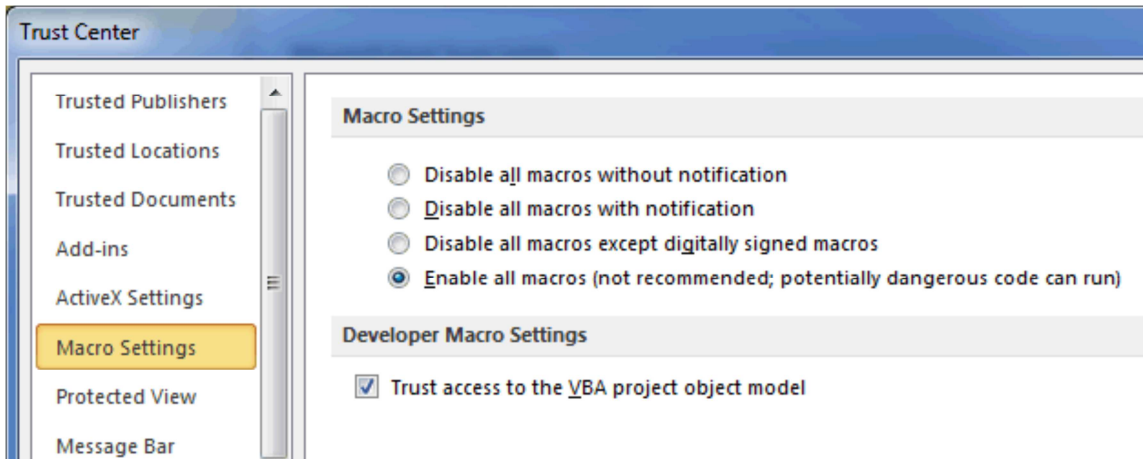 Trust Center
Trusted Publishers
Trusted Locations
Trusted Documents
Add-ins
ActiveX Settings
Macro Settings
Protected View
Message Bar
Macro Settings
Disable all macros without notification
Disable all macros with notification
Disable all macros except digitally signed macros
Enable all macros (not recommended; potentially dangerous code can run)
Developer Macro Settings
Trust access to the VBA project object model